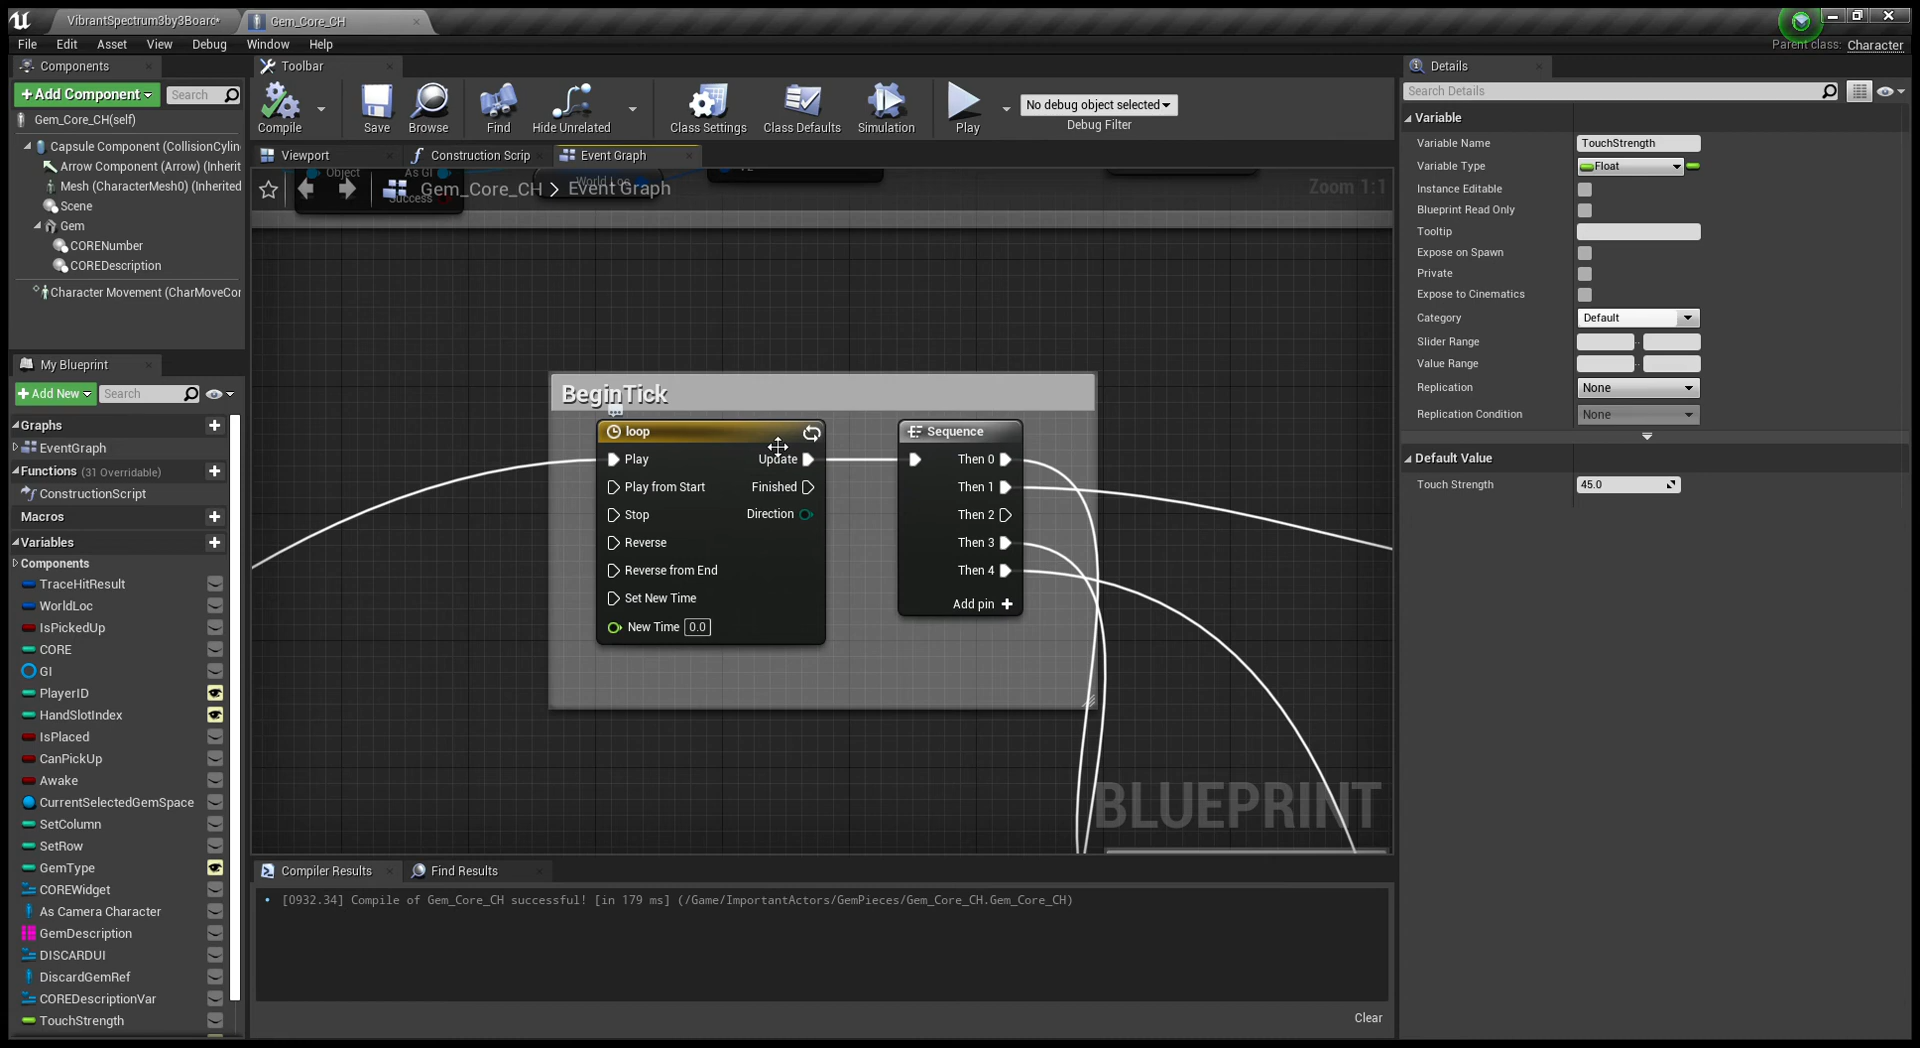 VibrantSpectrum3by3Boarc*
Gem_Core_CH
File Edit Asset View Debug Window Help
Parent class: Character
Components
Toolbar
Details
+Add Component
Search
Search Details
Compile
Save
Browse
Find
Hide Unrelated
Class Settings
Class Defaults
Simulation
Play
No debug object selected
Debug Filter
Gem_Core_CH(self)
Capsule Component (CollisionCylin
Arrow Component (Arrow) (Inherit
Mesh (CharacterMesh0) (Inherited
Scene
Gem
CORENumber
COREDescription
Character Movement (CharMoveCor
Viewport
Construction Scrip
Event Graph
Object
As GI
Success
World Loc
Gem_Core_CH > Event Graph
Zoom 1:1
Variable
Variable Name TouchStrength
Variable Type Float
Instance Editable
Blueprint Read Only
Tooltip
Expose on Spawn
Private
Expose to Cinematics
Category Default
Slider Range
Value Range
Replication None
Replication Condition None
Default Value
Touch Strength 45.0
My Blueprint
+Add New
Search
Graphs
EventGraph
Functions (31 Overridable)
ConstructionScript
Macros
Variables
Components
TraceHitResult
WorldLoc
IsPickedUp
CORE
GI
PlayerID
HandSlotIndex
IsPlaced
CanPickUp
Awake
CurrentSelectedGemSpace
SetColumn
SetRow
GemType
COREWidget
As Camera Character
GemDescription
DISCARDUI
DiscardGemRef
COREDescriptionVar
TouchStrength
BeginTick
loop
Play
Update
Play from Start
Finished
Stop
Direction
Reverse
Reverse from End
Set New Time
New Time 0.0
Sequence
Then 0
Then 1
Then 2
Then 3
Then 4
Add pin +
BLUEPRINT
Compiler Results
Find Results
[0932.34] Compile of Gem_Core_CH successful! [in 179 ms] (/Game/ImportantActors/GemPieces/Gem_Core_CH.Gem_Core_CH)
Clear